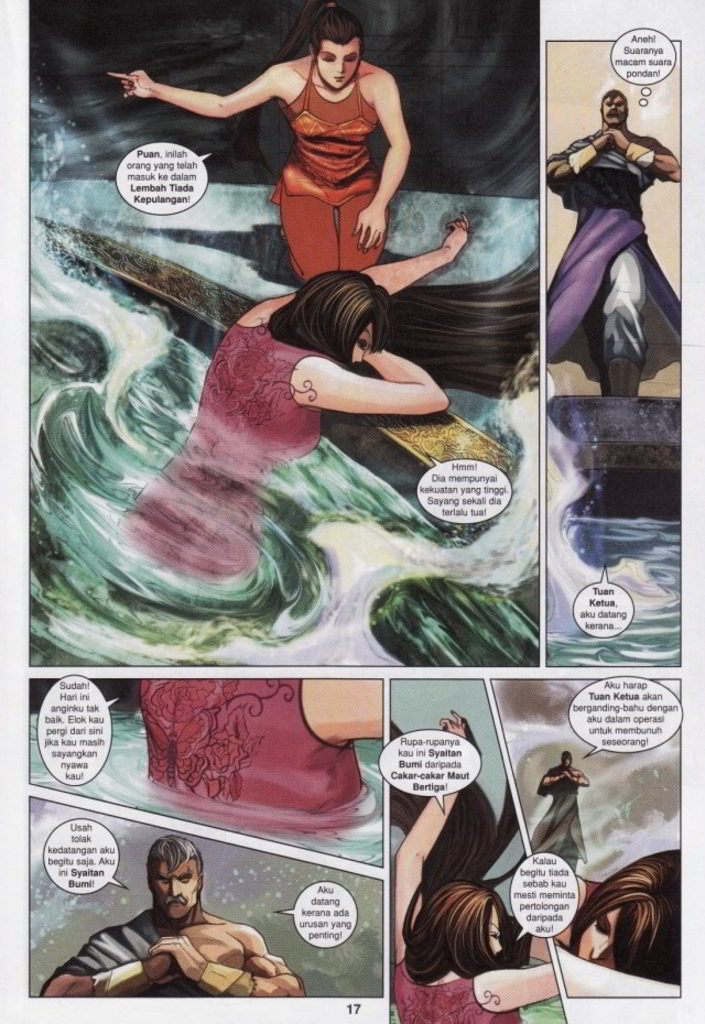 Puan, inilah
orang yang telah
masuk ke dalam
Lembah Tiada
Kepulangan!
Hmm!
Dia mempunyai
kekuatan yang tinggi.
Sayang sekali dia
terlalu tua!
Aneh!
Suaranya
macam suara
pondan!
Tuan
Ketua,
aku datang
kerana...
Sudah!
Hari ini
anginku tak
baik. Elok kau
pergi dari sini
jika kau masih
sayangkan
nyawa
kau!
Usah
tolak
kedatangan aku
begitu saja. Aku
ini Syaitan
Bumi!
Aku
datang
kerana ada
urusan yang
penting!
Rupa-rupanya
kau ini Syaitan
Bumi daripada
Cakar-cakar Maut
Bertiga!
Aku harap
Tuan Ketua akan
berganding-bahu dengan
aku dalam operasi
untuk membunuh
seseorang!
Kalau
begitu tiada
sebab kau
mesti meminta
pertolongan
daripada
aku!
17